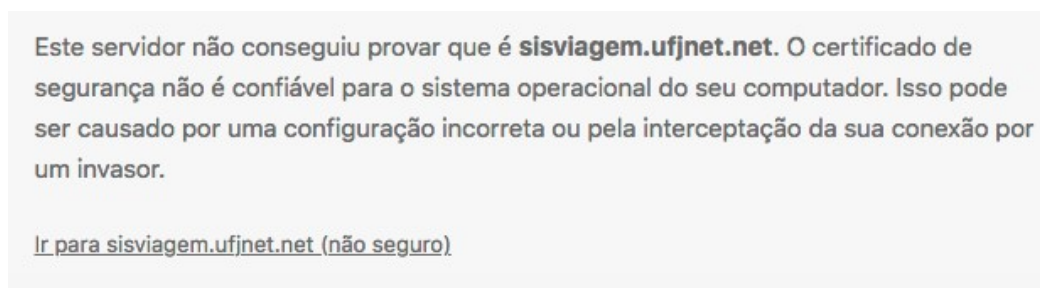 Este servidor não conseguiu provar que é sisviagem.ufjnet.net. O certificado de
segurança não é confiável para o sistema operacional do seu computador. Isso pode
ser causado por uma configuração incorreta ou pela interceptação da sua conexão por
um invasor.
Ir para sisviagem.ufjnet.net (não seguro)